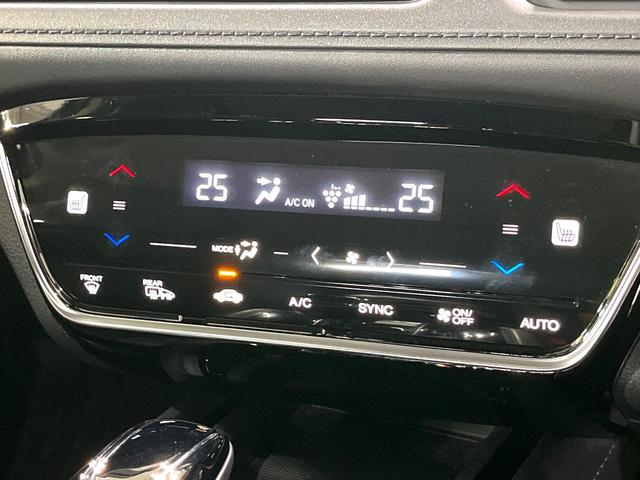 25 A/C ON 25
MODE
FRONT REAR A/C SYNC ON/OFF AUTO